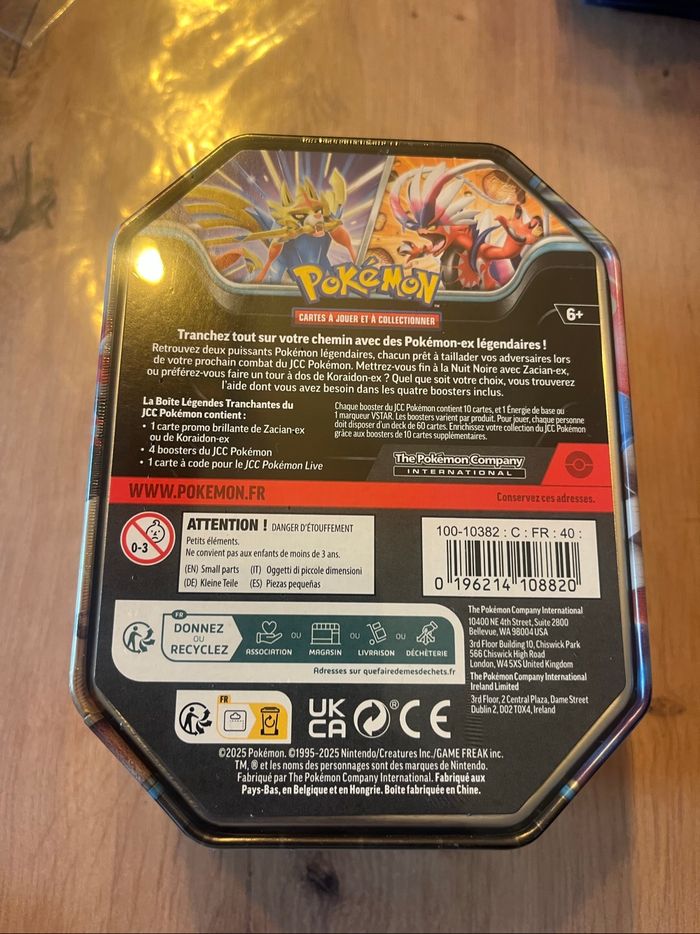 POKéMON
CARTES À JOUER ET À COLLECTIONNER
6+
Tranchez tout sur votre chemin avec des Pokémon-ex légendaires !
Retrouvez deux puissants Pokémon légendaires, chacun prêt à taillader vos adversaires lors
de votre prochain combat du JCC Pokémon. Mettrez-vous fin à la Nuit Noire avec Zacian-ex,
ou préférez-vous faire un tour à dos de Koraidon-ex ? Quel que soit votre choix, vous trouverez
l'aide dont vous avez besoin dans les quatre boosters inclus.
La Boîte Légendes Tranchantes du
JCC Pokémon contient :
• 1 carte promo brillante de Zacian-ex
ou de Koraidon-ex
• 4 boosters du JCC Pokémon
• 1 carte à code pour le JCC Pokémon Live
Chaque booster du JCC Pokémon contient 10 cartes, et 1 Énergie de base ou
1 marqueur VSTAR. Les boosters varient par produit. Pour jouer, chaque personne
doit disposer d'un deck de 60 cartes. Enrichissez votre collection du JCC Pokémon
grâce aux boosters de 10 cartes supplémentaires.
The Pokémon Company
INTERNATIONAL
WWW.POKEMON.FR
Conservez ces adresses.
0-3
ATTENTION ! DANGER D'ÉTOUFFEMENT
Petits éléments.
Ne convient pas aux enfants de moins de 3 ans.
(EN) Small parts (IT) Oggetti di piccole dimensioni
(DE) Kleine Teile (ES) Piezas pequeñas
100-10382 : C : FR : 40 :
0 196214 108820
FR
DONNEZ
OU
RECYCLEZ
ASSOCIATION
OU
MAGASIN
OU
LIVRAISON
OU
DÉCHÈTERIE
Adresses sur quefairedemesdechets.fr
The Pokémon Company International
10400 NE 4th Street, Suite 2800
Bellevue, WA 98004 USA
3rd Floor Building 10, Chiswick Park
566 Chiswick High Road
London, W4 5XS United Kingdom
The Pokémon Company International
Ireland Limited
3rd Floor, 2 Central Plaza, Dame Street
Dublin 2, D02 T0X4, Ireland
FR
UK
CA
®
CE
©2025 Pokémon. ©1995-2025 Nintendo/Creatures Inc./GAME FREAK inc.
TM, ® et les noms des personnages sont des marques de Nintendo.
Fabriqué par The Pokémon Company International. Fabriqué aux
Pays-Bas, en Belgique et en Hongrie. Boîte fabriquée en Chine.